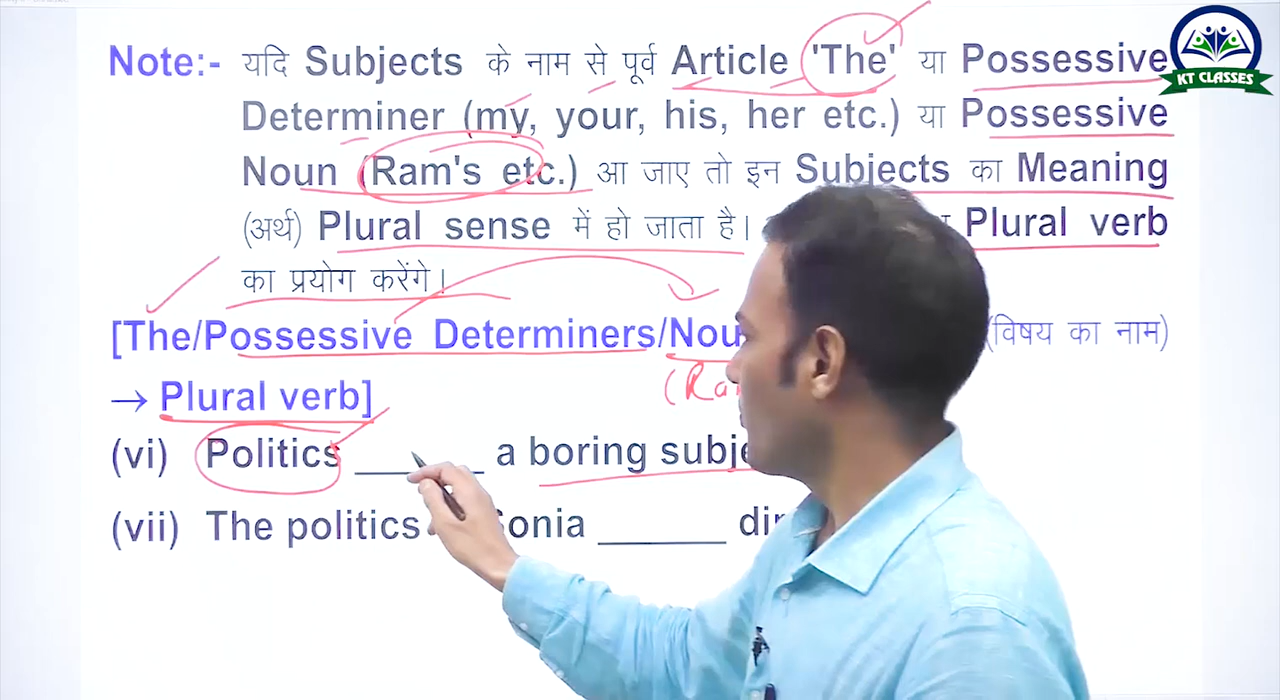 Note:- यदि Subjects के नाम से पूर्व Article 'The' या Possessive
Determiner (my, your, his, her etc.) या Possessive
Noun (Ram's etc.) आ जाए तो इन Subjects का Meaning
(अर्थ) Plural sense में हो जाता है। Plural verb
का प्रयोग करेंगे।
[The/Possessive Determiners/Nou (विषय का नाम)
→ Plural verb]
(Ra
(vi) Politics ______ a boring subje
(vii) The politics Sonia ______ dir
KT CLASSES